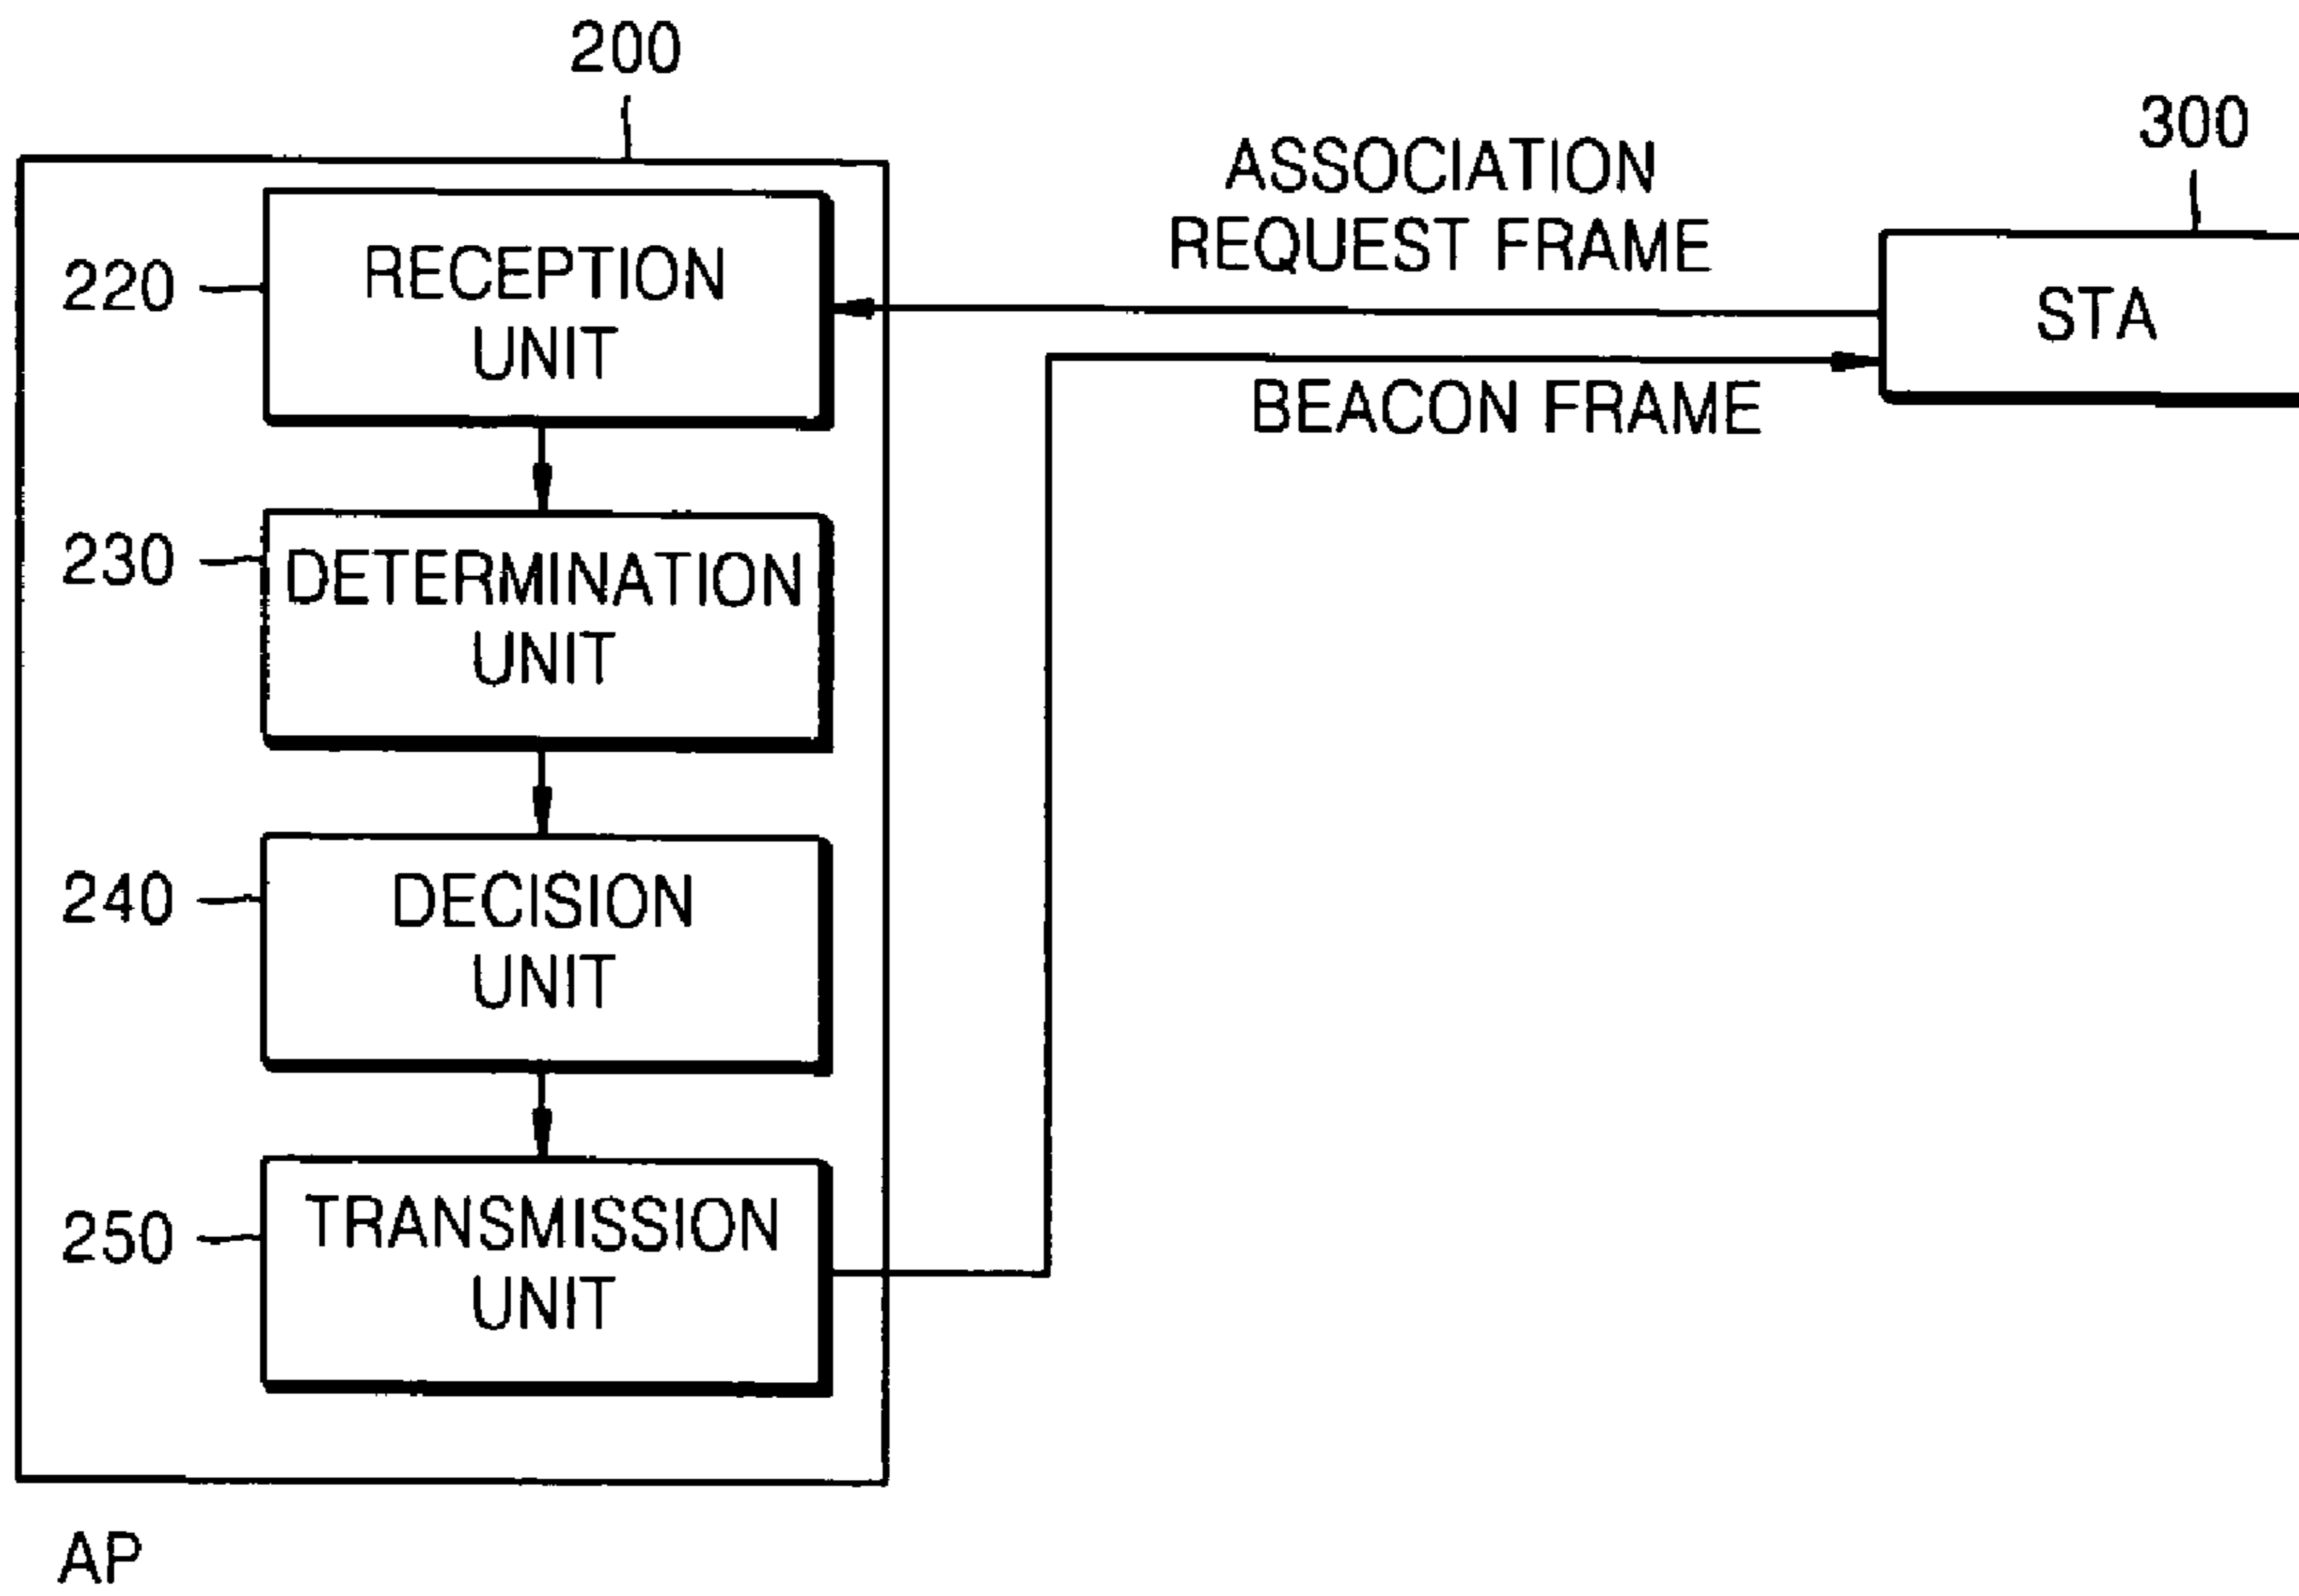 200
300
ASSOCIATION
REQUEST FRAME
220
RECEPTION
UNIT
STA
BEACON FRAME
230
DETERMINATION
UNIT
240
DECISION
UNIT
250
TRANSMISSION
UNIT
AP